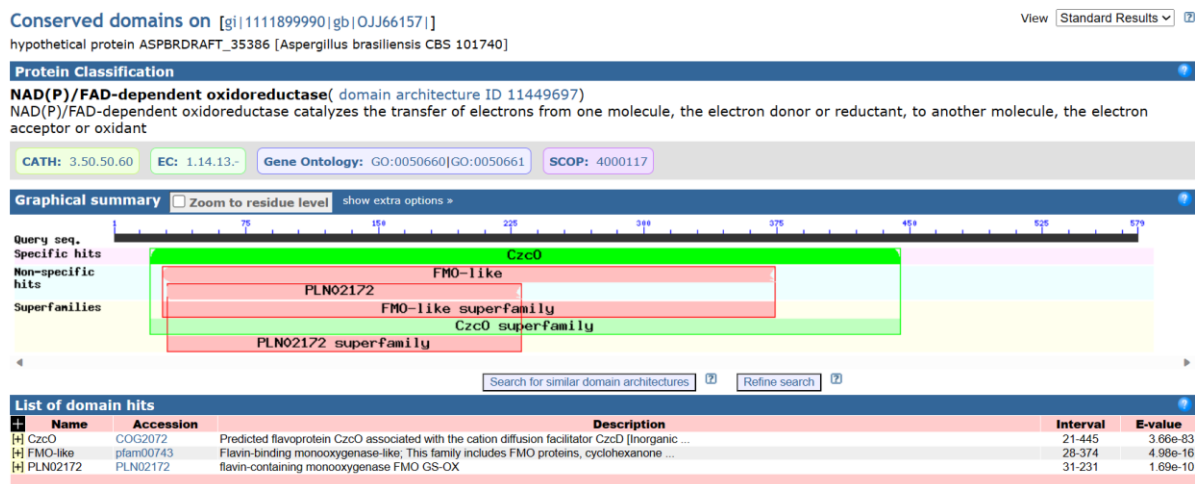 Conserved domains on [gi|1111899990|gb|OJJ66157|]
View Standard Results ?
hypothetical protein ASPBRDRAFT_35386 [Aspergillus brasiliensis CBS 101740]
Protein Classification ?
NAD(P)/FAD-dependent oxidoreductase( domain architecture ID 11449697)
NAD(P)/FAD-dependent oxidoreductase catalyzes the transfer of electrons from one molecule, the electron donor or reductant, to another molecule, the electron
acceptor or oxidant
CATH: 3.50.50.60 EC: 1.14.13.- Gene Ontology: GO:0050660|GO:0050661 SCOP: 4000117
Graphical summary Zoom to residue level show extra options » ?
1 75 150 225 300 375 450 525 579
Query seq.
Specific hits CzcO
Non-specific FMO-like
hits PLN02172
Superfamilies FMO-like superfamily
CzcO superfamily
PLN02172 superfamily
Search for similar domain architectures ? Refine search ?
List of domain hits ?
+ Name Accession Description Interval E-value
[+] CzcO COG2072 Predicted flavoprotein CzcO associated with the cation diffusion facilitator CzcD [Inorganic ... 21-445 3.66e-83
[+] FMO-like pfam00743 Flavin-binding monooxygenase-like; This family includes FMO proteins, cyclohexanone ... 28-374 4.98e-16
[+] PLN02172 PLN02172 flavin-containing monooxygenase FMO GS-OX 31-231 1.69e-10